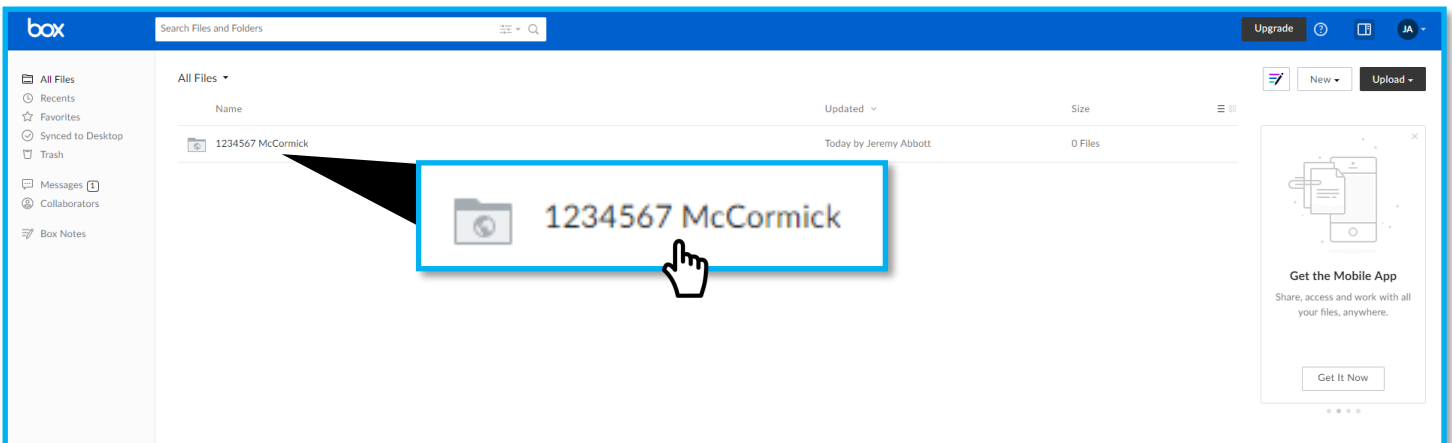 box
Search Files and Folders
Upgrade
JA
All Files
Recents
Favorites
Synced to Desktop
Trash
Messages 1
Collaborators
Box Notes
All Files
New
Upload
Name Updated Size
1234567 McCormick Today by Jeremy Abbott 0 Files
1234567 McCormick
Get the Mobile App
Share, access and work with all
your files, anywhere.
Get It Now